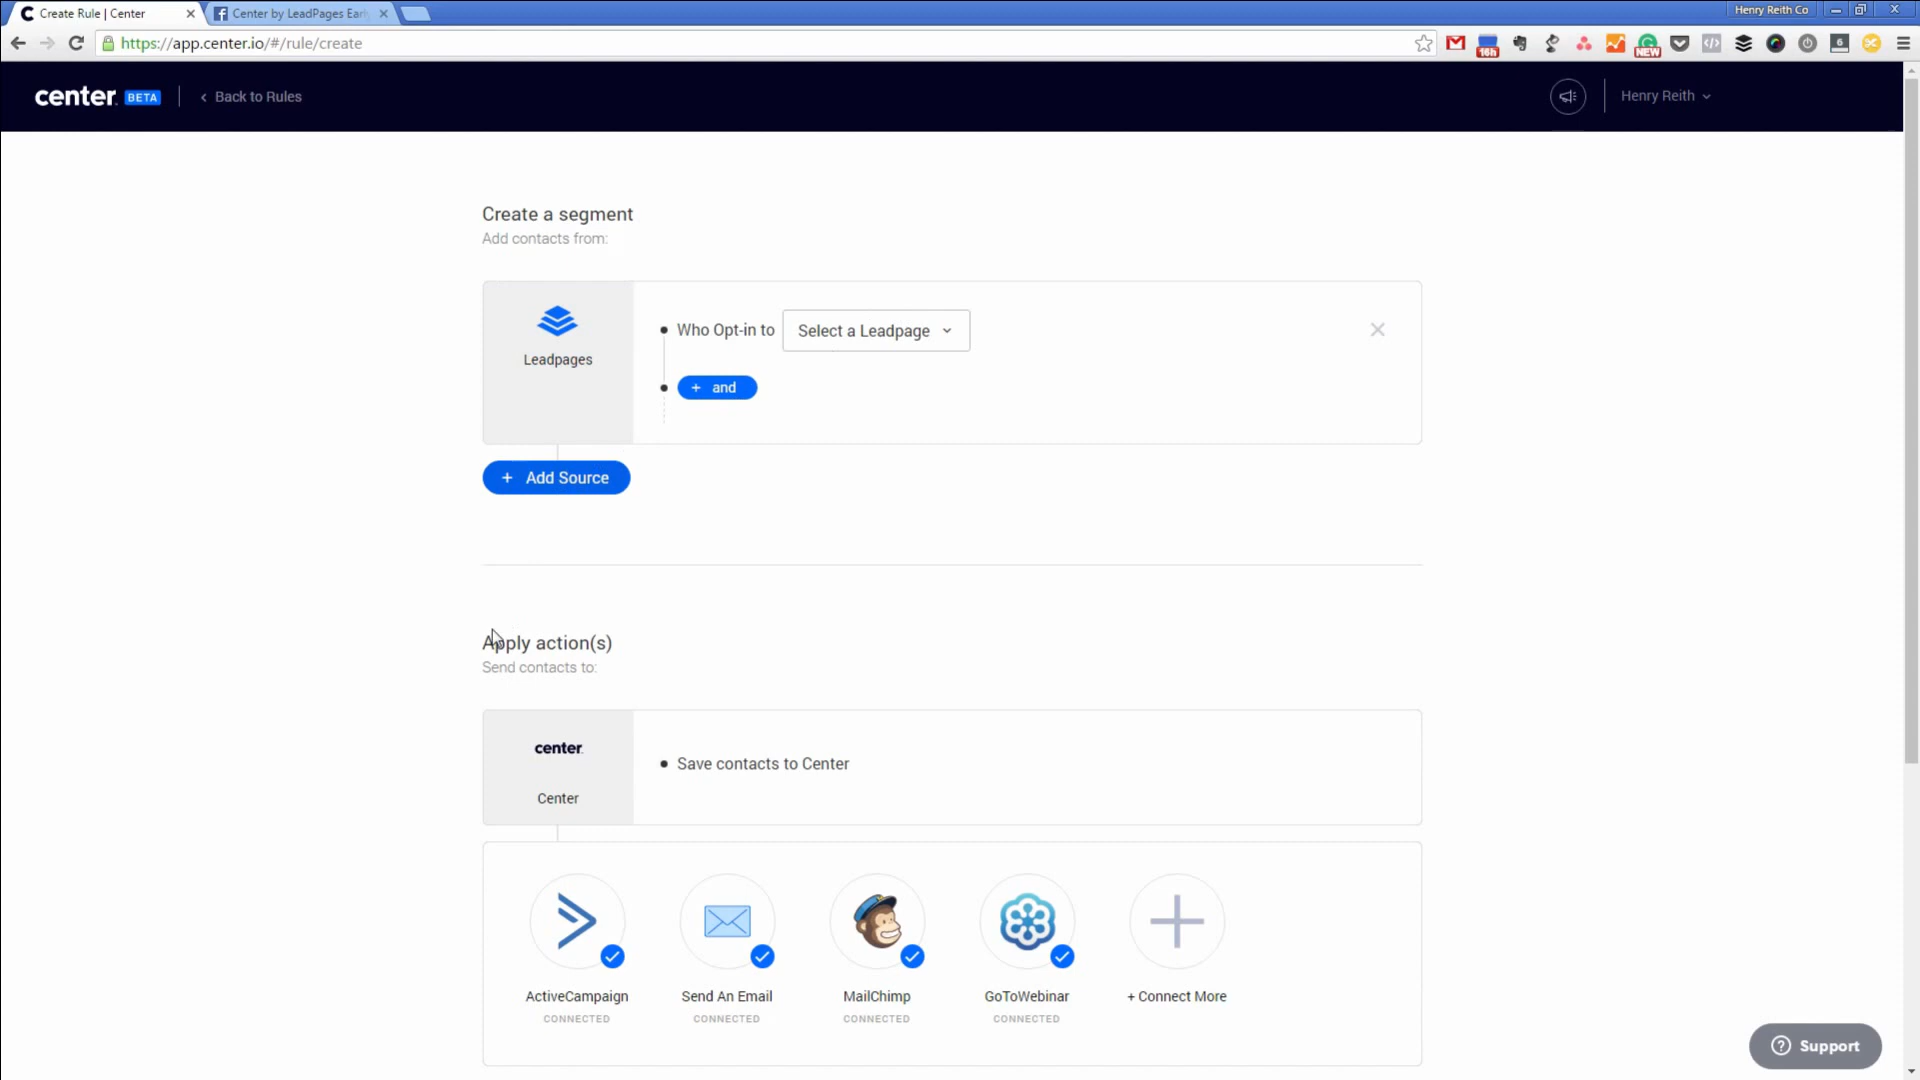 Create Rule | Center
Center by LeadPages Earl
Henry Reith Co
https://app.center.io/#/rule/create
16h
NEW
6
center. BETA
Back to Rules
Henry Reith
Create a segment
Add contacts from:
Leadpages
Who Opt-in to
Select a Leadpage
+ and
+ Add Source
Apply action(s)
Send contacts to:
center.
Center
Save contacts to Center
ActiveCampaign
CONNECTED
Send An Email
CONNECTED
MailChimp
CONNECTED
GoToWebinar
CONNECTED
+ Connect More
? Support